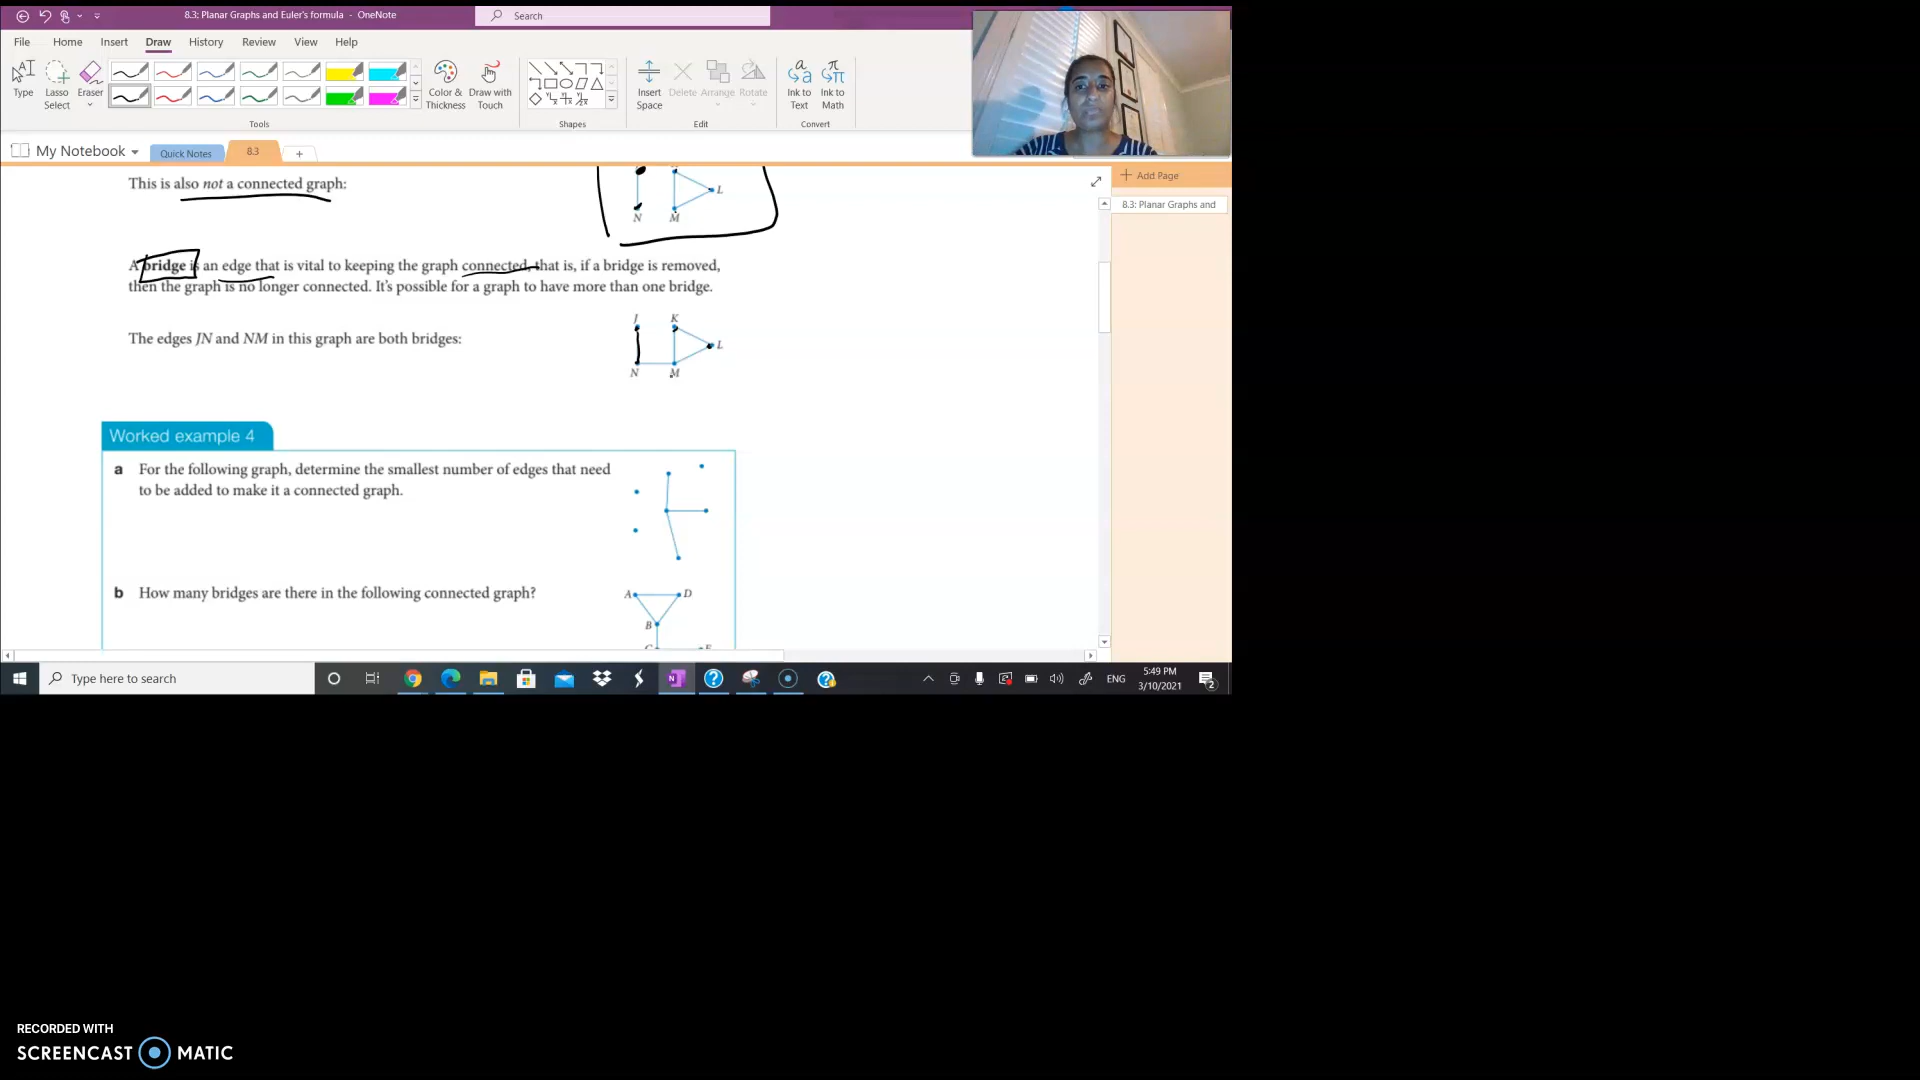 8.3: Planar Graphs and Euler's formula - OneNote
Search
File Home Insert Draw History Review View Help
Type
Lasso Select
Eraser
Color & Thickness
Draw with Touch
Insert Space
Delete
Arrange
Rotate
Ink to Text
Ink to Math
Tools
Shapes
Edit
Convert
My Notebook
Quick Notes
8.3
+
Add Page
8.3: Planar Graphs and
This is also not a connected graph:
L
N M
A bridge is an edge that is vital to keeping the graph connected, that is, if a bridge is removed,
then the graph is no longer connected. It's possible for a graph to have more than one bridge.
J K
The edges JN and NM in this graph are both bridges:
L
N M
Worked example 4
a For the following graph, determine the smallest number of edges that need
to be added to make it a connected graph.
b How many bridges are there in the following connected graph?
A D
B
Type here to search
ENG
5:49 PM
3/10/2021
2
RECORDED WITH
SCREENCAST MATIC